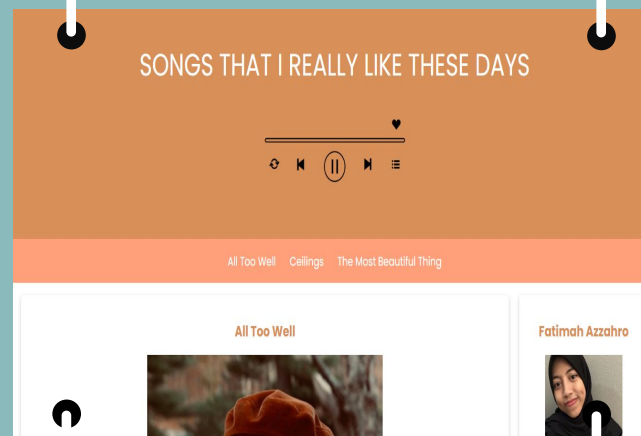 SONGS THAT I REALLY LIKE THESE DAYS
All Too Well Ceilings The Most Beautiful Thing
All Too Well
Fatimah Azzahro